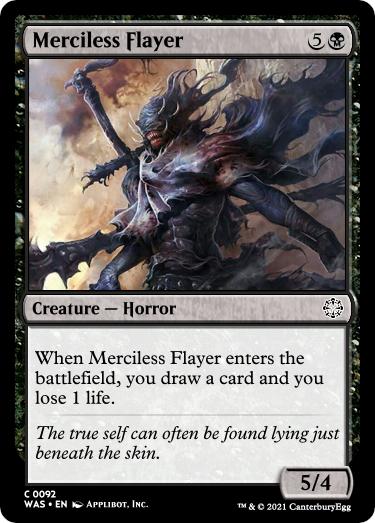 Merciless Flayer 5
Creature — Horror
When Merciless Flayer enters the
battlefield, you draw a card and you
lose 1 life.
The true self can often be found lying just
beneath the skin.
5/4
C 0092
WAS • EN Applibot, Inc.
™ & © 2021 CanterburyEgg